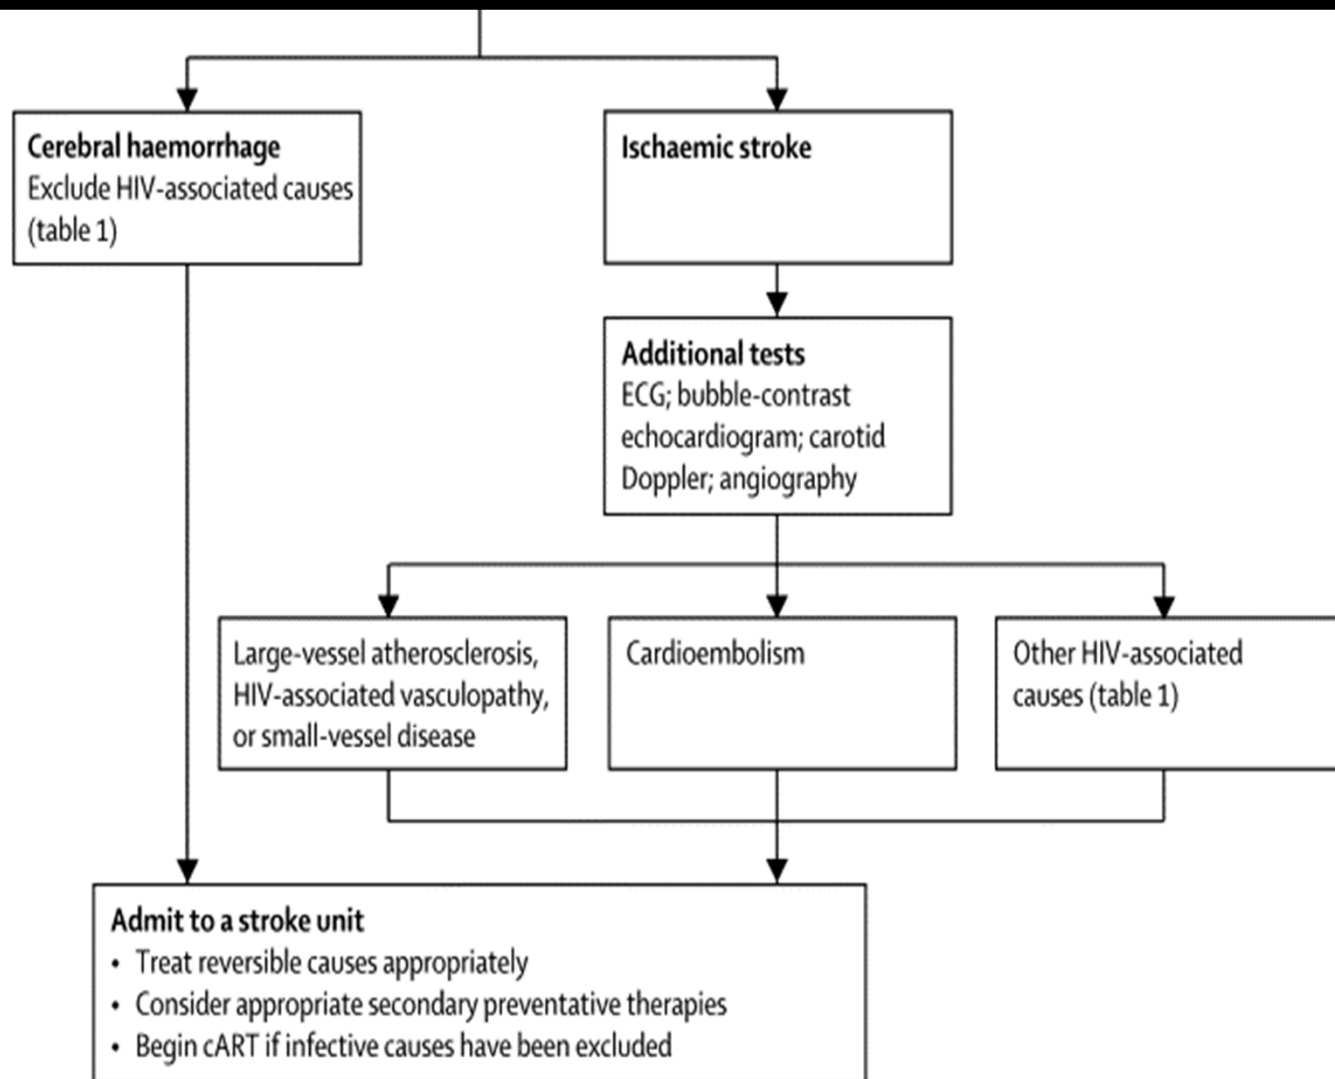 Cerebral haemorrhage
Exclude HIV-associated causes
(table 1)
Ischaemic stroke
Additional tests
ECG; bubble-contrast
echocardiogram; carotid
Doppler; angiography
Large-vessel atherosclerosis,
HIV-associated vasculopathy,
or small-vessel disease
Cardioembolism
Other HIV-associated
causes (table 1)
Admit to a stroke unit
• Treat reversible causes appropriately
• Consider appropriate secondary preventative therapies
• Begin cART if infective causes have been excluded